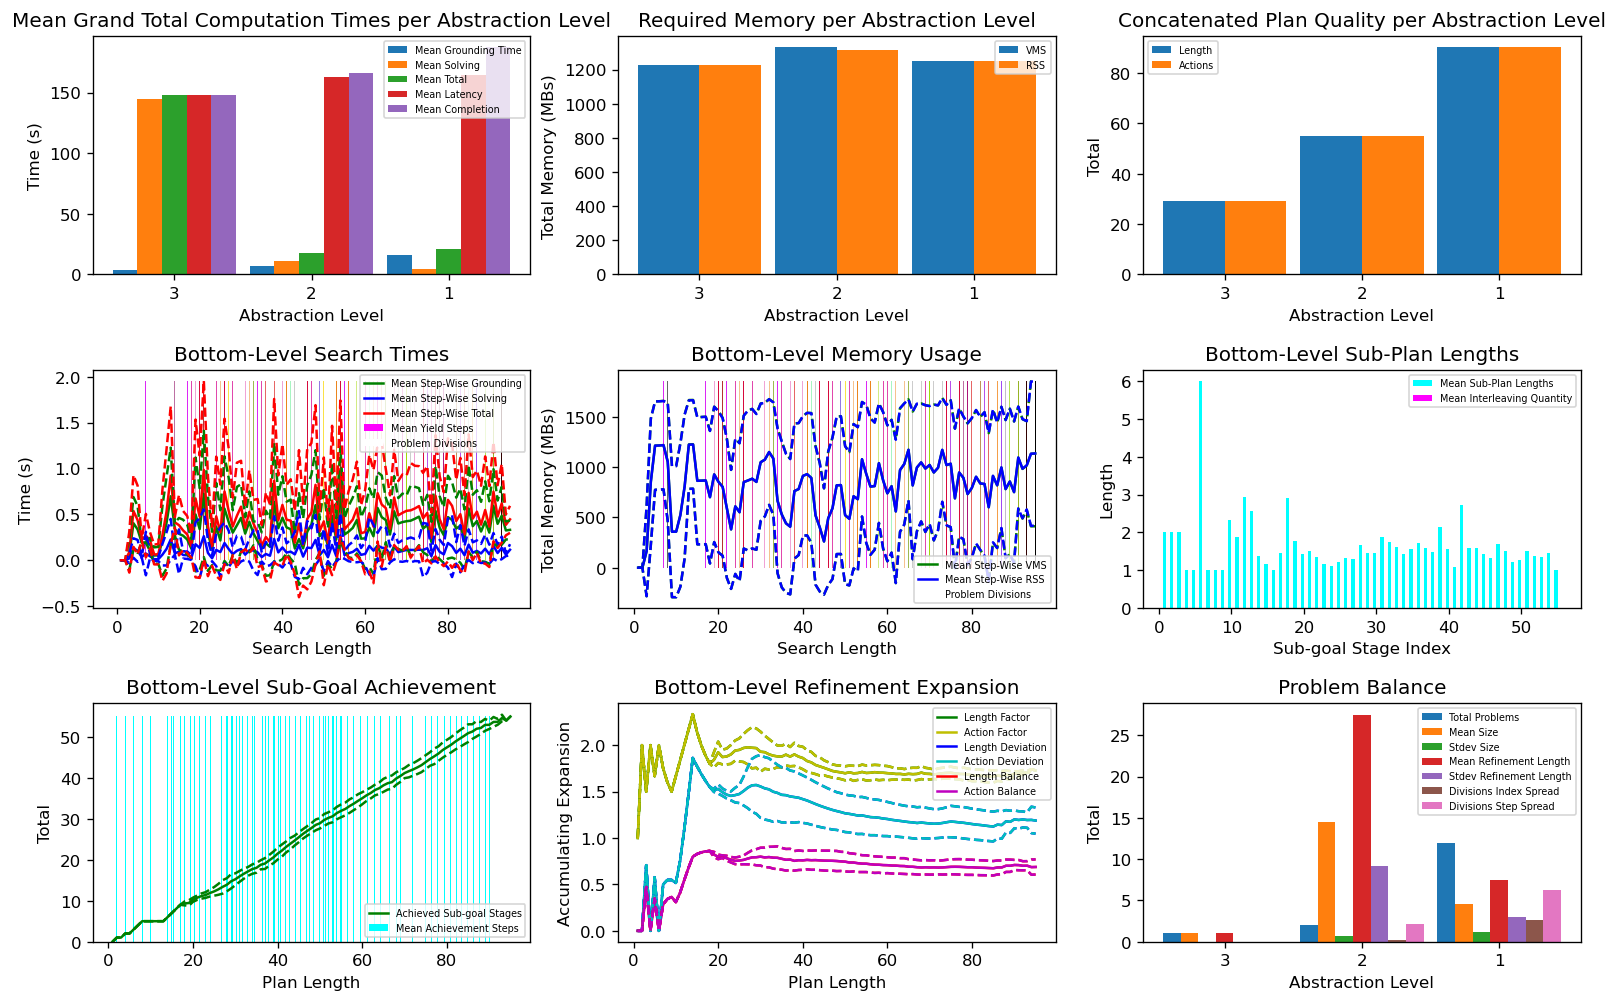 Mean Grand Total Computation Times per Abstraction Level
Time (s)
150
100
50
0
Mean Grounding Time
Mean Solving
Mean Total
Mean Latency
Mean Completion
3 2 1
Abstraction Level
Required Memory per Abstraction Level
Total Memory (MBs)
1200
1000
800
600
400
200
0
VMS
RSS
3 2 1
Abstraction Level
Concatenated Plan Quality per Abstraction Level
Total
80
60
40
20
0
Length
Actions
3 2 1
Abstraction Level
Bottom-Level Search Times
Time (s)
2.0
1.5
1.0
0.5
0.0
−0.5
Mean Step-Wise Grounding
Mean Step-Wise Solving
Mean Step-Wise Total
Mean Yield Steps
Problem Divisions
0 20 40 60 80
Search Length
Bottom-Level Memory Usage
Total Memory (MBs)
1500
1000
500
0
Mean Step-Wise VMS
Mean Step-Wise RSS
Problem Divisions
0 20 40 60 80
Search Length
Bottom-Level Sub-Plan Lengths
Length
6
5
4
3
2
1
0
Mean Sub-Plan Lengths
Mean Interleaving Quantity
0 10 20 30 40 50
Sub-goal Stage Index
Bottom-Level Sub-Goal Achievement
Total
50
40
30
20
10
0
Achieved Sub-goal Stages
Mean Achievement Steps
0 20 40 60 80
Plan Length
Bottom-Level Refinement Expansion
Accumulating Expansion
2.0
1.5
1.0
0.5
0.0
Length Factor
Action Factor
Length Deviation
Action Deviation
Length Balance
Action Balance
0 20 40 60 80
Plan Length
Problem Balance
Total
25
20
15
10
5
0
Total Problems
Mean Size
Stdev Size
Mean Refinement Length
Stdev Refinement Length
Divisions Index Spread
Divisions Step Spread
3 2 1
Abstraction Level